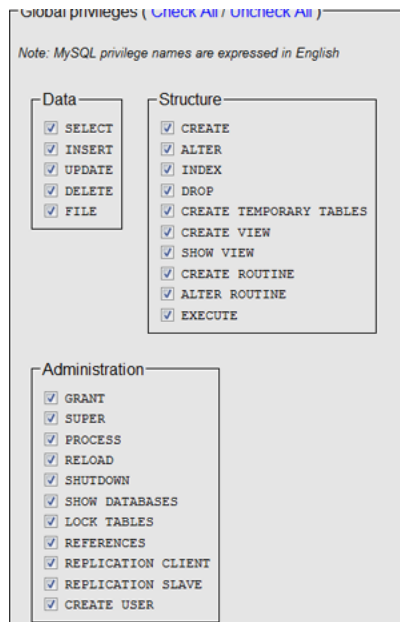 Global privileges ( Check All / Uncheck All )
Note: MySQL privilege names are expressed in English
Data
SELECT
INSERT
UPDATE
DELETE
FILE
Structure
CREATE
ALTER
INDEX
DROP
CREATE TEMPORARY TABLES
CREATE VIEW
SHOW VIEW
CREATE ROUTINE
ALTER ROUTINE
EXECUTE
Administration
GRANT
SUPER
PROCESS
RELOAD
SHUTDOWN
SHOW DATABASES
LOCK TABLES
REFERENCES
REPLICATION CLIENT
REPLICATION SLAVE
CREATE USER